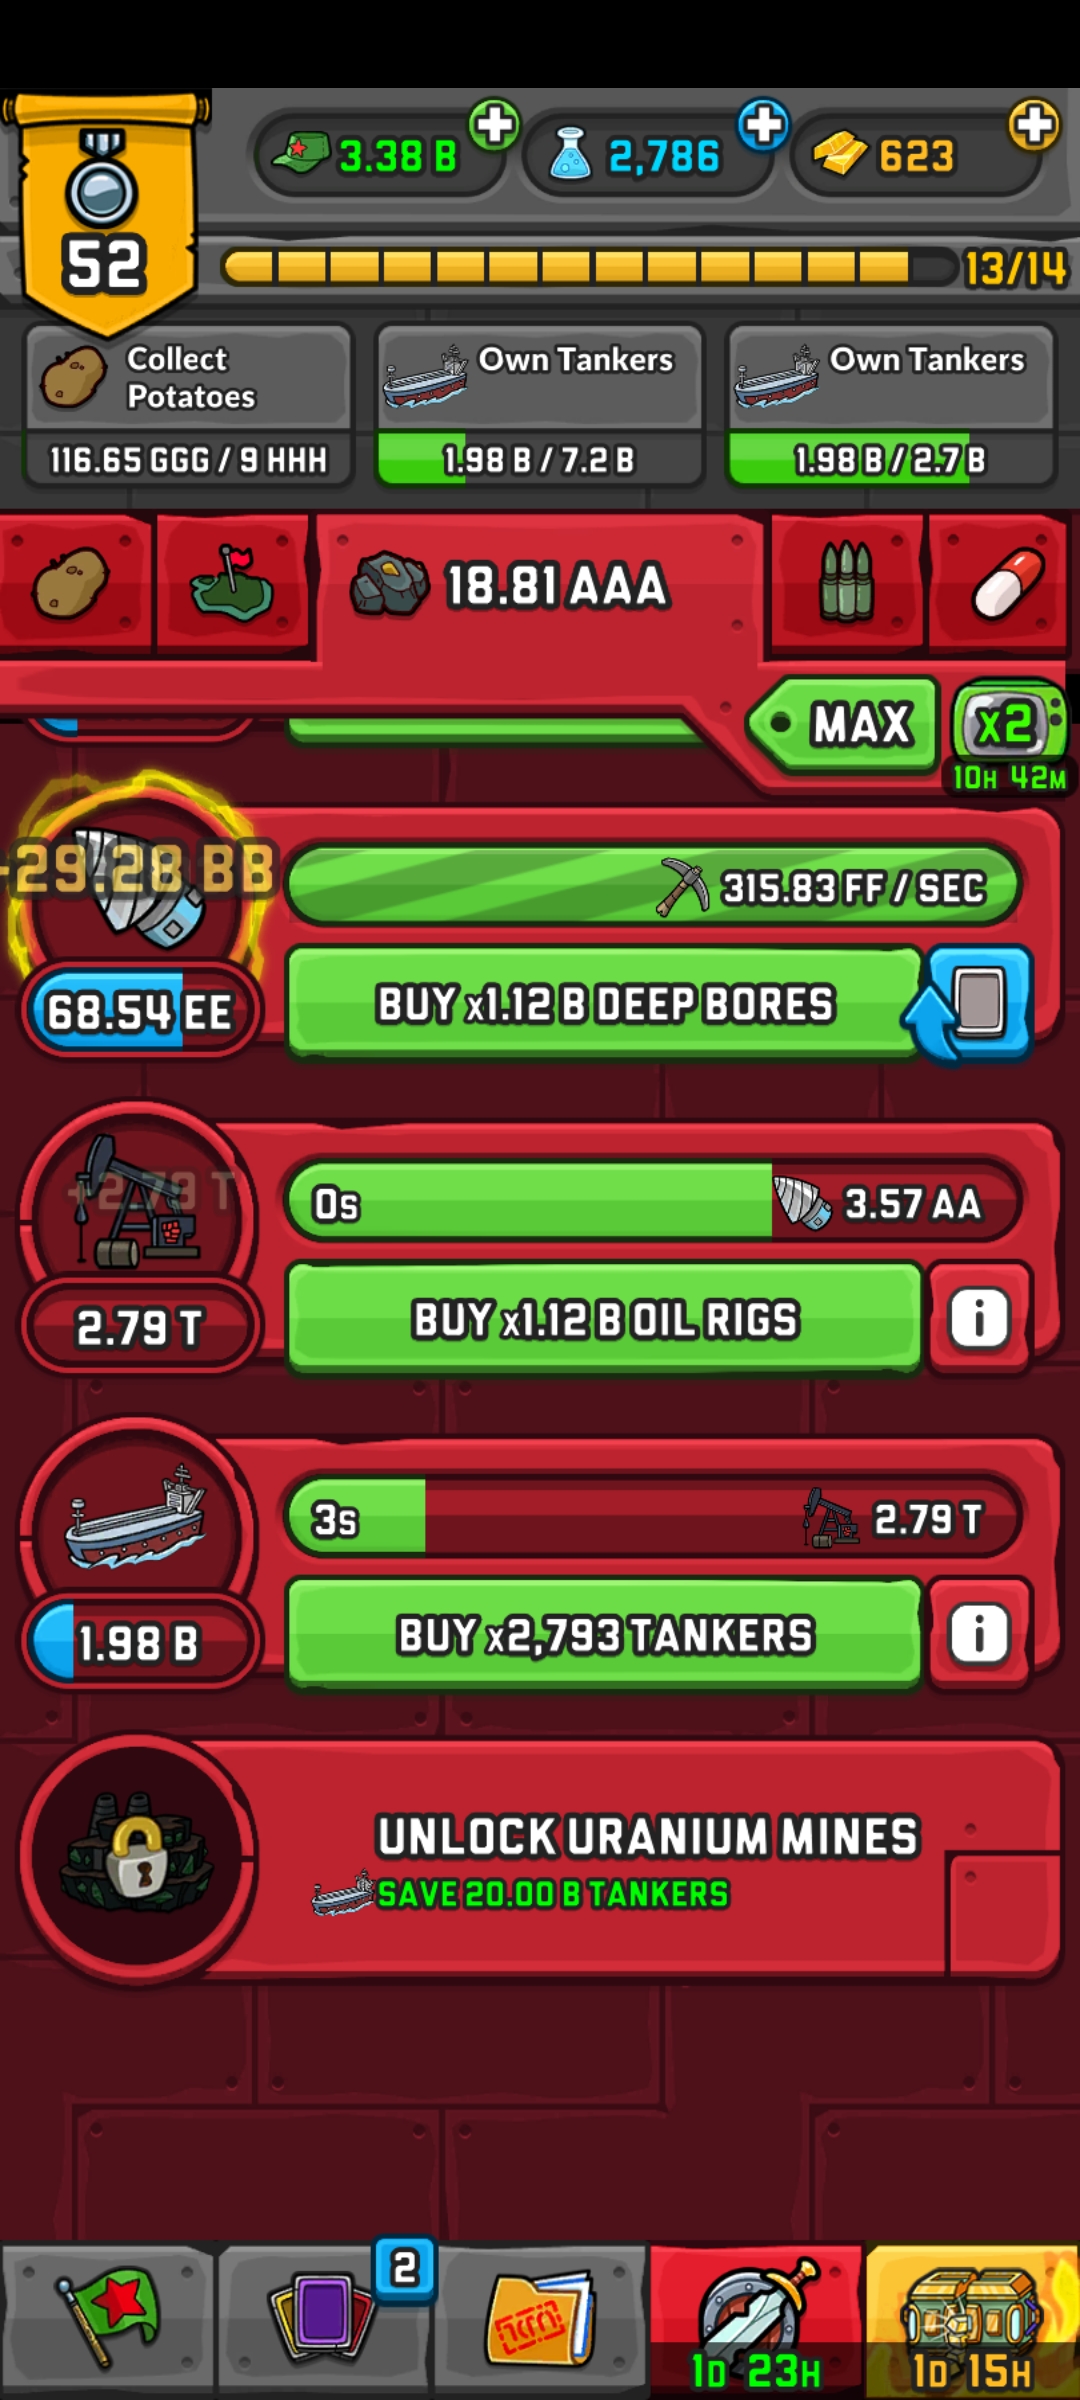 3.38 B
2,786
623
52
13/14
Collect
Potatoes
116.65 GGG / 9 HHH
Own Tankers
1.98 B / 7.2 B
Own Tankers
1.98 B / 2.7 B
18.81 AAA
MAX
x2
10H 42M
29.28 BB
315.83 FF / SEC
68.54 EE
BUY x1.12 B DEEP BORES
+2.79 T
0s
3.57 AA
2.79 T
BUY x1.12 B OIL RIGS
i
3s
2.79 T
1.98 B
BUY x2,793 TANKERS
i
UNLOCK URANIUM MINES
SAVE 20.00 B TANKERS
2
1D 23H
1D 15H